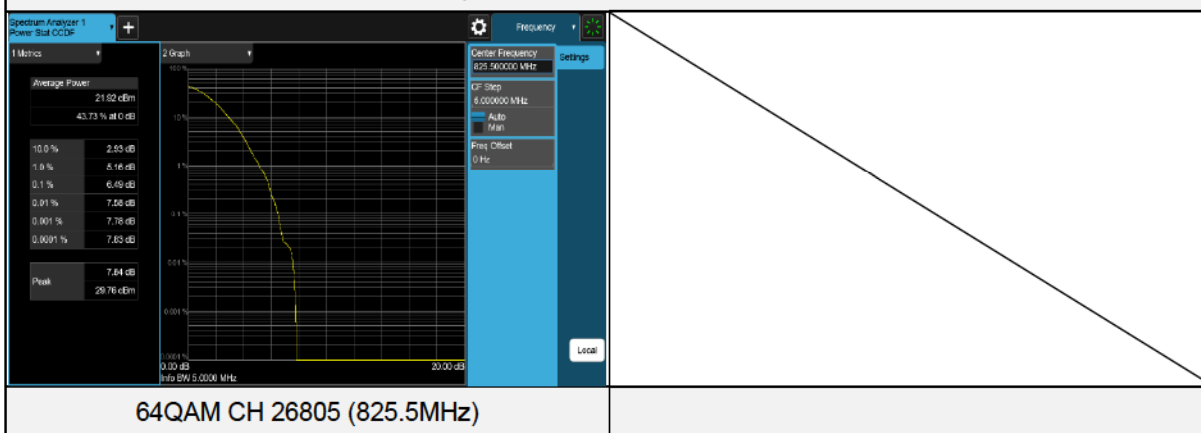 Spectrum Analyzer 1
Power Stat CCDF
+
Frequency
1 Metrics
2 Graph
Center Frequency
825.500000 MHz
Settings
CF Step
6.000000 MHz
Auto
Man
Freq Offset
0 Hz
Average Power
21.92 dBm
43.73 % at 0 dB
10.0 % 2.93 dB
1.0 % 5.16 dB
0.1 % 6.49 dB
0.01 % 7.58 dB
0.001 % 7.78 dB
0.0001 % 7.83 dB
Peak
7.84 dB
29.76 dBm
100 %
10 %
1 %
0.1 %
0.01 %
0.001 %
0.0001 %
0.00 dB
20.00 dB
Info BW 5.0000 MHz
Local
64QAM CH 26805 (825.5MHz)